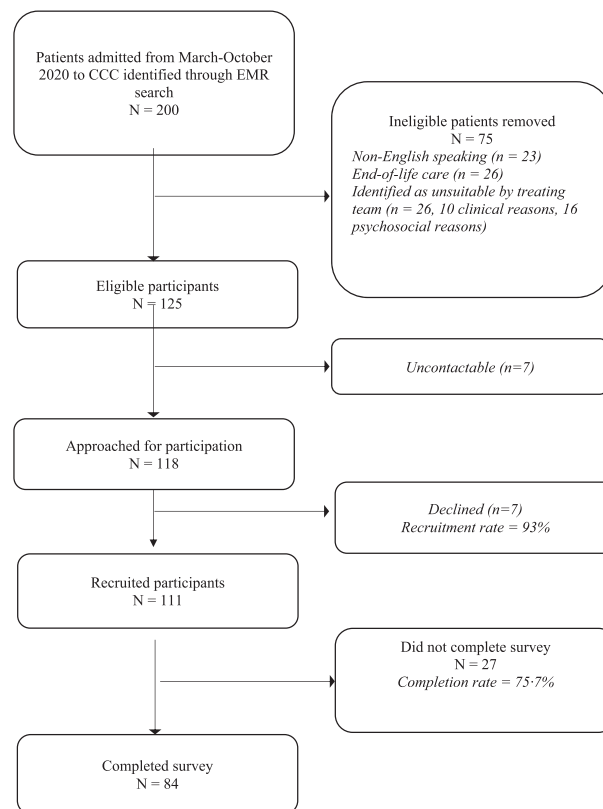 Patients admitted from March-October
2020 to CCC identified through EMR
search
N = 200
Ineligible patients removed
N = 75
Non-English speaking (n = 23)
End-of-life care (n = 26)
Identified as unsuitable by treating
team (n = 26, 10 clinical reasons, 16
psychosocial reasons)
Eligible participants
N = 125
Uncontactable (n=7)
Approached for participation
N = 118
Declined (n=7)
Recruitment rate = 93%
Recruited participants
N = 111
Did not complete survey
N = 27
Completion rate = 75·7%
Completed survey
N = 84